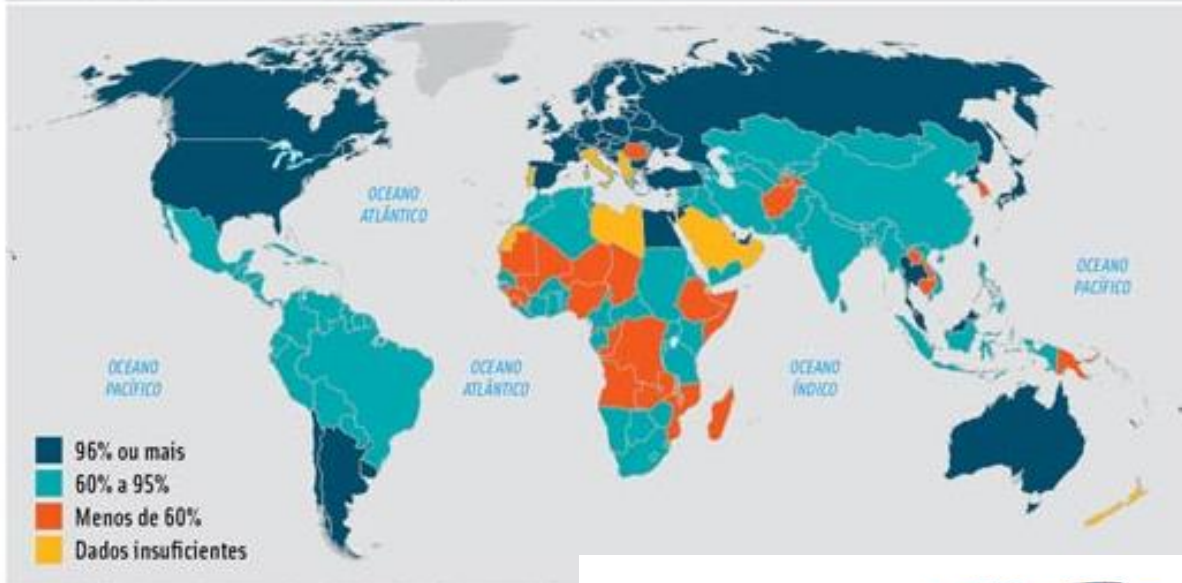 OCEANO
ATLÂNTICO
OCEANO
PACÍFICO
OCEANO
PACÍFICO
OCEANO
ATLÂNTICO
OCEANO
ÍNDICO
96% ou mais
60% a 95%
Menos de 60%
Dados insuficientes